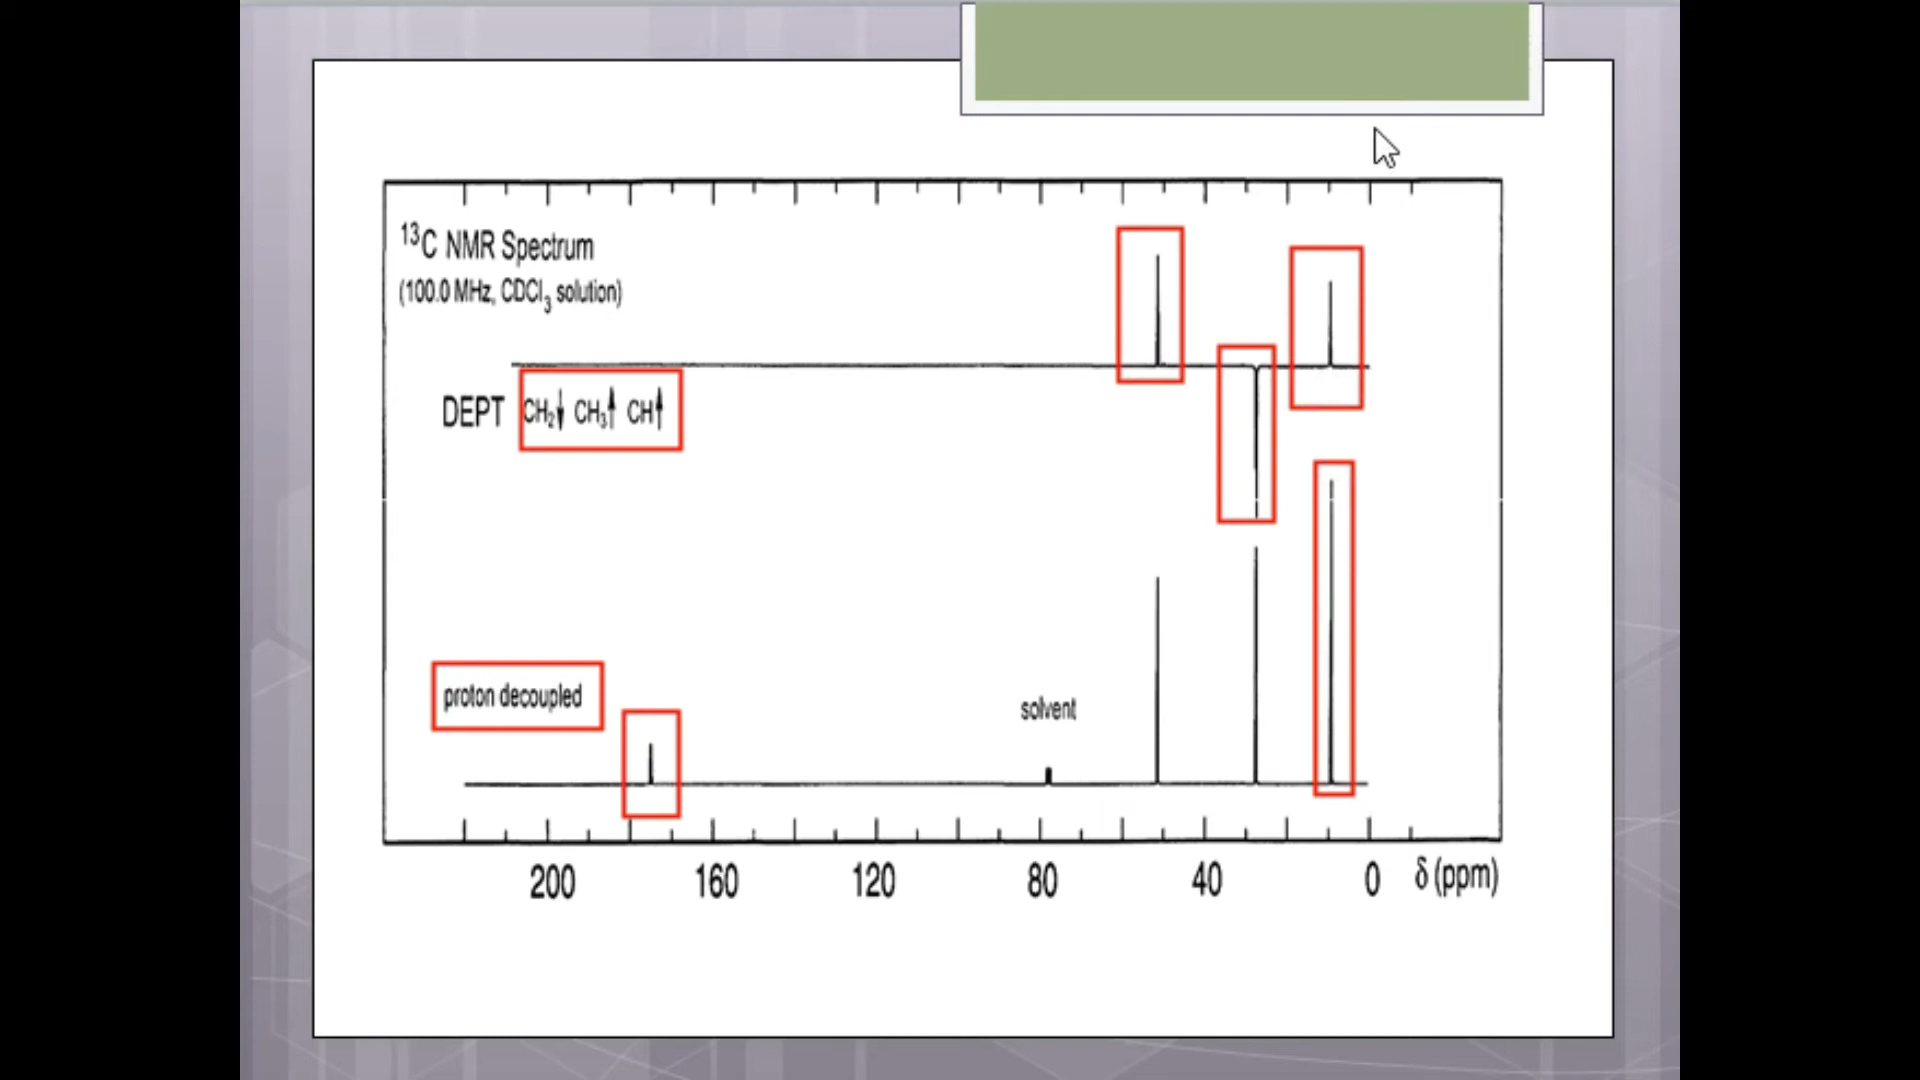 ¹³C NMR Spectrum
(100.0 MHz, CDCl₃ solution)
DEPT CH₂↓ CH₃↑ CH↑
proton decoupled
solvent
200 160 120 80 40 0 δ (ppm)